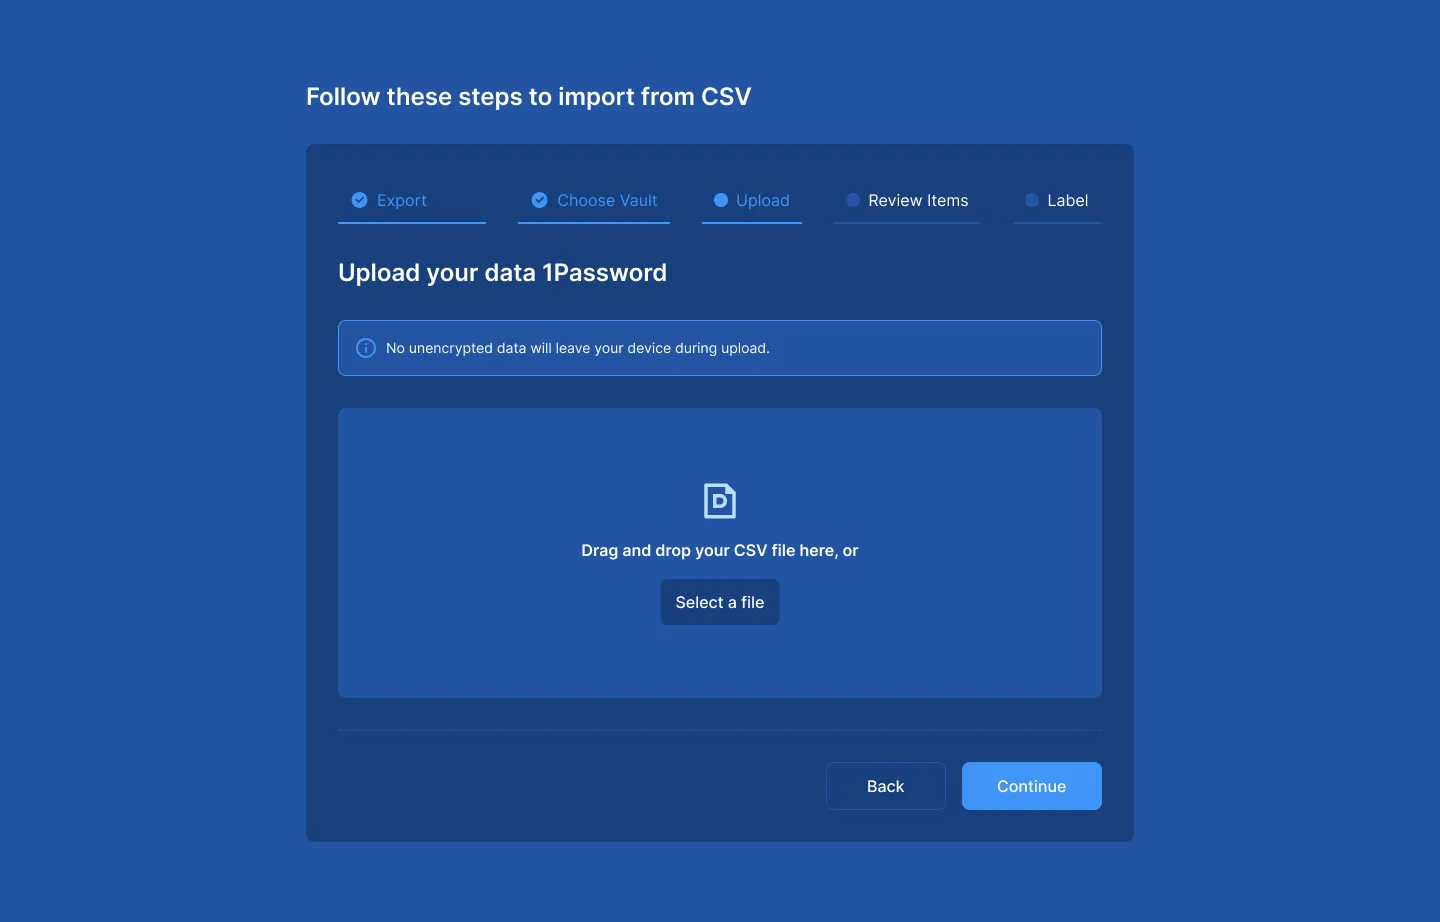 Follow these steps to import from CSV
Export
Choose Vault
Upload
Review Items
Label
Upload your data 1Password
No unencrypted data will leave your device during upload.
D
Drag and drop your CSV file here, or
Select a file
Back
Continue